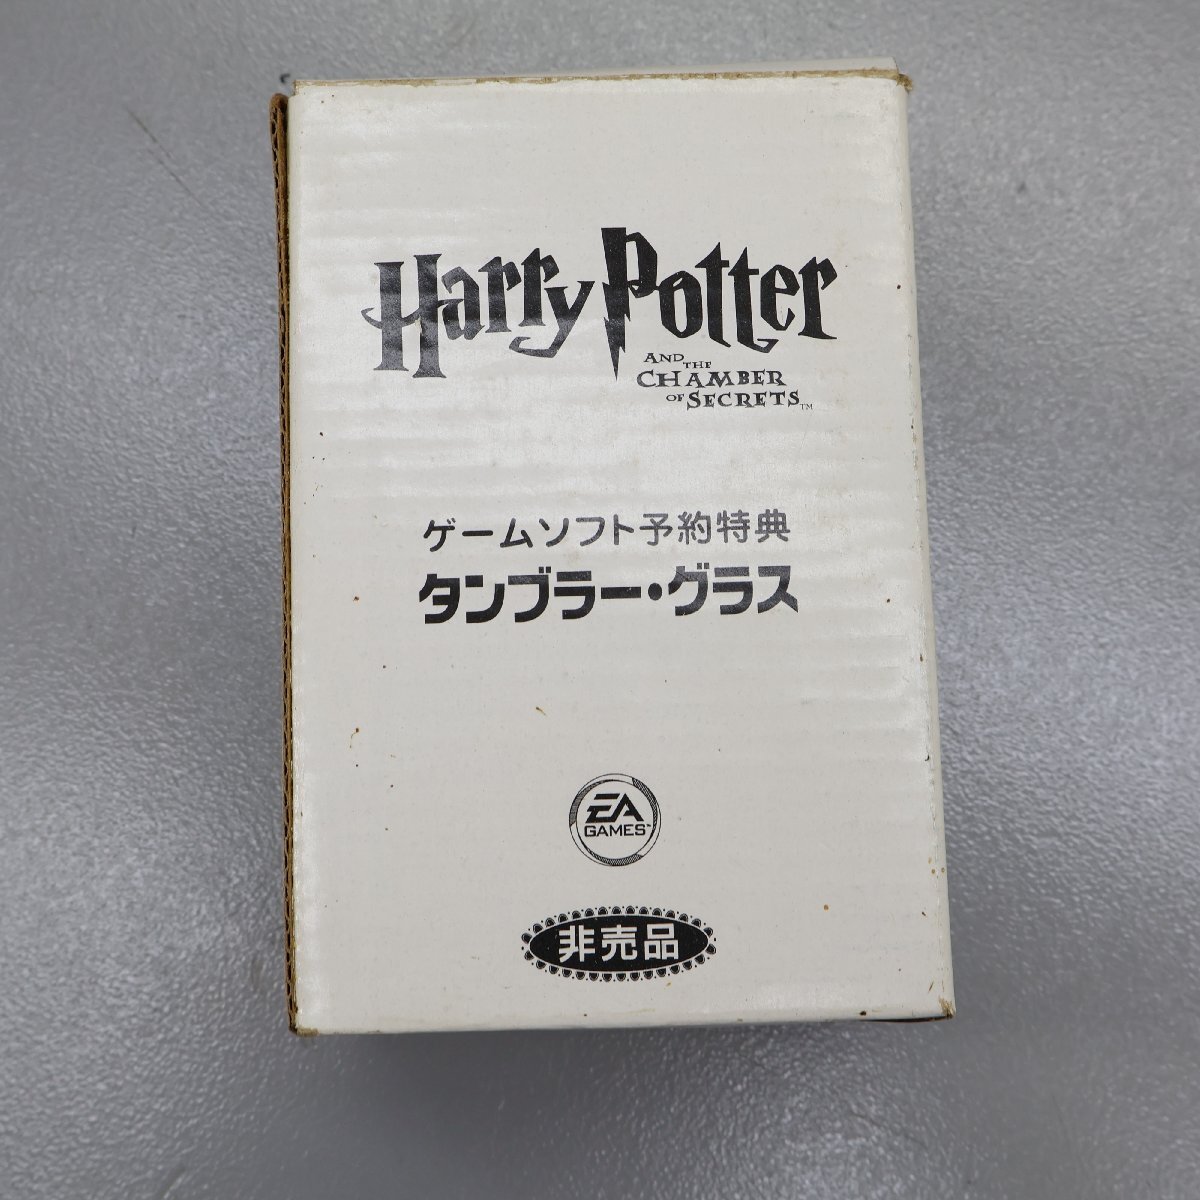 Harry Potter
AND THE
CHAMBER
OF SECRETS™
ゲームソフト予約特典
タンブラー・グラス
EA
GAMES™
非売品